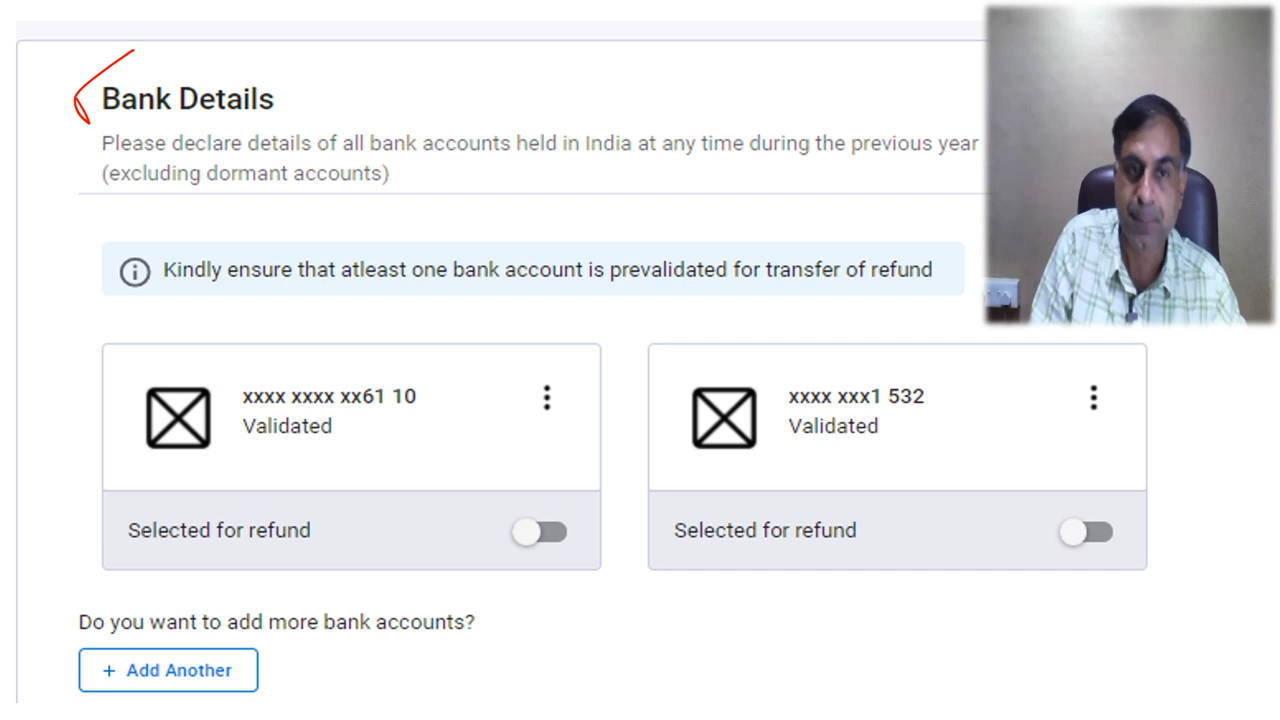 Bank Details
Please declare details of all bank accounts held in India at any time during the previous year
(excluding dormant accounts)
Kindly ensure that atleast one bank account is prevalidated for transfer of refund
xxxx xxxx xx61 10
Validated
Selected for refund
xxxx xxx1 532
Validated
Selected for refund
Do you want to add more bank accounts?
+ Add Another